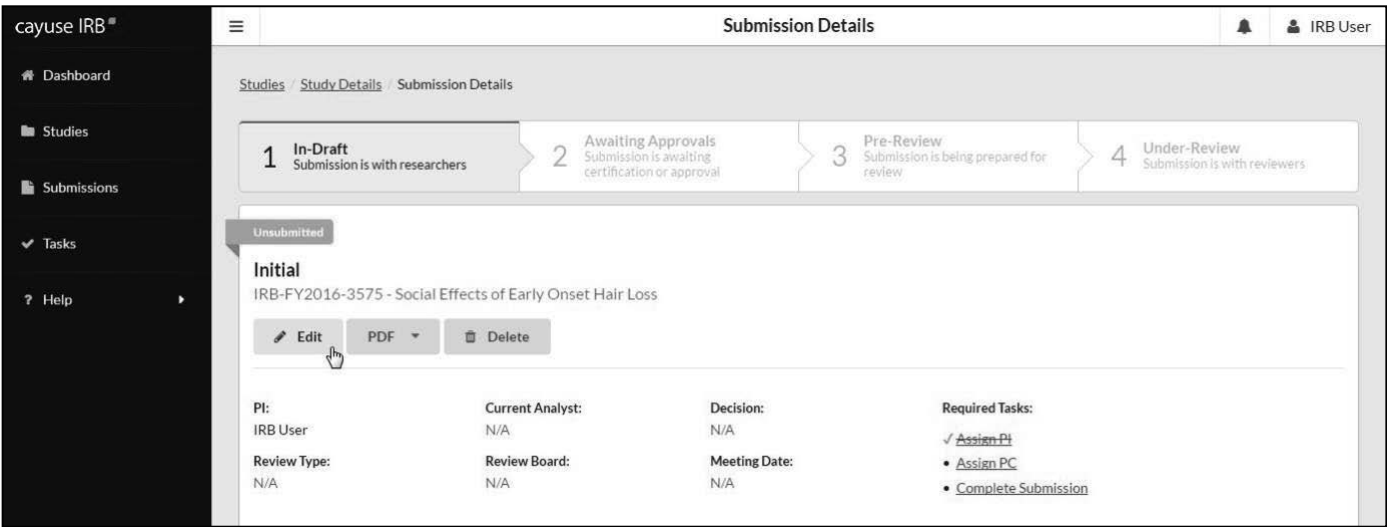 cayuse IRB
Submission Details
IRB User
Dashboard
Studies
Submissions
Tasks
? Help
Studies / Study Details / Submission Details
1 In-Draft
Submission is with researchers
2 Awaiting Approvals
Submission is awaiting
certification or approval
3 Pre-Review
Submission is being prepared for
review
4 Under-Review
Submission is with reviewers
Unsubmitted
Initial
IRB-FY2016-3575 - Social Effects of Early Onset Hair Loss
Edit
PDF
Delete
PI:
IRB User
Current Analyst:
N/A
Decision:
N/A
Required Tasks:
✓ Assign PI
• Assign PC
• Complete Submission
Review Type:
N/A
Review Board:
N/A
Meeting Date:
N/A